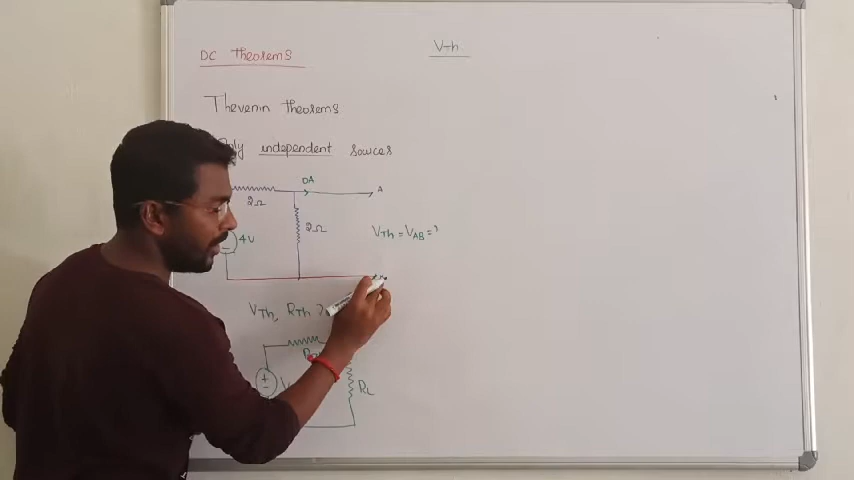 DC Theorems
VTh
Thevenin theorems
independent sources
0A
A
2Ω
2Ω
4V
VTh = VAB = ?
VTh, RTh ?
RL